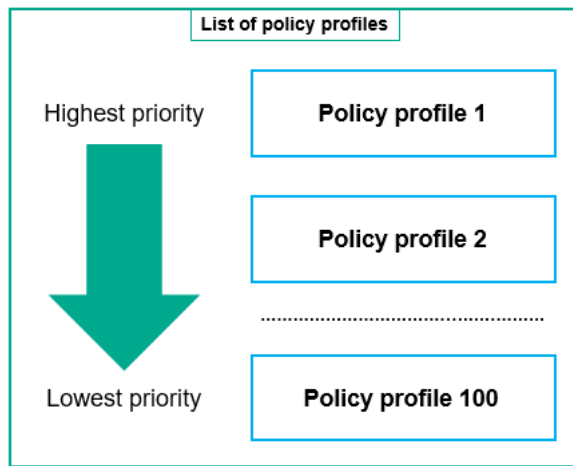 List of policy profiles
Highest priority
Policy profile 1
Policy profile 2
Lowest priority
Policy profile 100